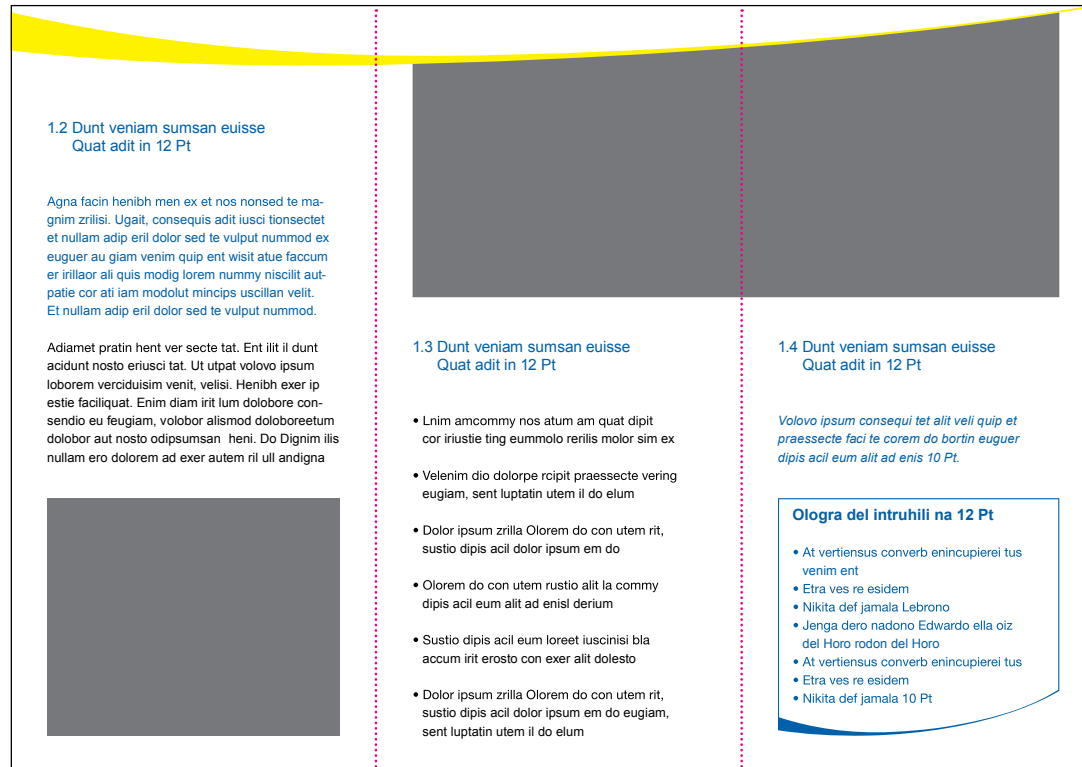 1.2 Dunt veniam sumsan euisse
Quat adit in 12 Pt
Agna facin henibh men ex et nos nonsed te ma-
gnim zrilisi. Ugait, consequis adit iusci tionsectet
et nullam adip eril dolor sed te vulput nummod ex
euguer au giam venim quip ent wisit atue faccum
er irillaor ali quis modig lorem nummy niscilit aut-
patie cor ati iam modolut mincips uscillan velit.
Et nullam adip eril dolor sed te vulput nummod.
Adiamet pratin hent ver secte tat. Ent ilit il dunt
acidunt nosto eriusci tat. Ut utpat volovo ipsum
loborem verciduisim venit, velisi. Henibh exer ip
estie faciliquat. Enim diam irit lum dolobore con-
sendio eu feugiam, volobor alismod doloboreetum
dolobor aut nosto odipsumsan  heni. Do Dignim ilis
nullam ero dolorem ad exer autem ril ull andigna
1.3 Dunt veniam sumsan euisse
Quat adit in 12 Pt
• Lnim amcommy nos atum am quat dipit
cor iriustie ting eummolo rerilis molor sim ex
• Velenim dio dolorpe rcipit praessecte vering
eugiam, sent luptatin utem il do elum
• Dolor ipsum zrilla Olorem do con utem rit,
sustio dipis acil dolor ipsum em do
• Olorem do con utem rustio alit la commy
dipis acil eum alit ad enisl derium
• Sustio dipis acil eum loreet iuscinisi bla
accum irit erosto con exer alit dolesto
• Dolor ipsum zrilla Olorem do con utem rit,
sustio dipis acil dolor ipsum em do eugiam,
sent luptatin utem il do elum
1.4 Dunt veniam sumsan euisse
Quat adit in 12 Pt
Volovo ipsum consequi tet alit veli quip et
praessecte faci te corem do bortin euguer
dipis acil eum alit ad enis 10 Pt.
Ologra del intruhili na 12 Pt
• At vertiensus converb enincupierei tus
venim ent
• Etra ves re esidem
• Nikita def jamala Lebrono
• Jenga dero nadono Edwardo ella oiz
del Horo rodon del Horo
• At vertiensus converb enincupierei tus
• Etra ves re esidem
• Nikita def jamala 10 Pt